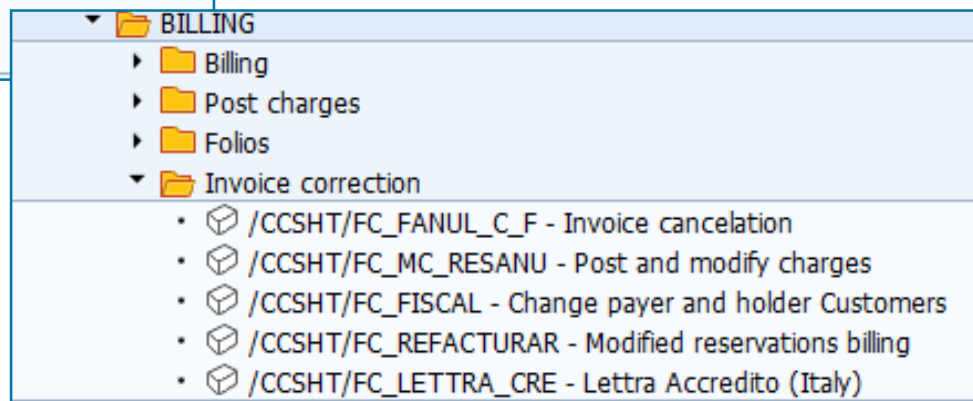 BILLING
Billing
Post charges
Folios
Invoice correction
/CCSHT/FC_FANUL_C_F - Invoice cancelation
/CCSHT/FC_MC_RESANU - Post and modify charges
/CCSHT/FC_FISCAL - Change payer and holder Customers
/CCSHT/FC_REFACTURAR - Modified reservations billing
/CCSHT/FC_LETTRA_CRE - Lettra Accredito (Italy)